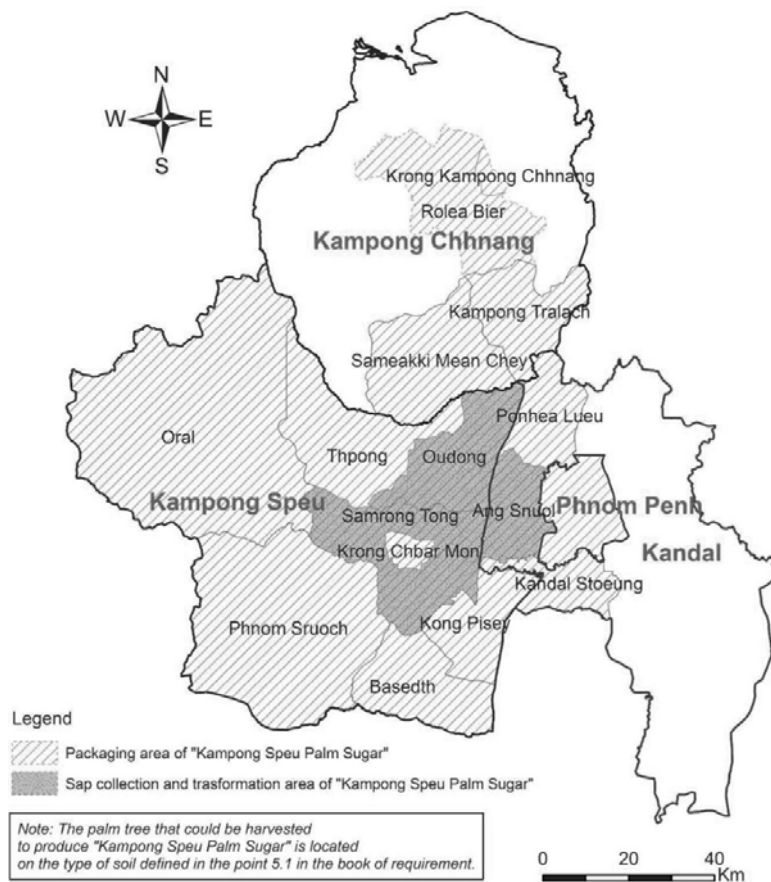 N
W E
S
Krong Kampong Chhnang
Rolea Bier
Kampong Chhnang
Kampong Tralach
Sameakki Mean Chey
Ponhea Lueu
Oral
Thpong
Oudong
Kampong Speu
Samrong Tong
Ang Snuol
Phnom Penh
Krong Chbar Mon
Kandal
Kandal Stoeung
Phnom Sruoch
Kong Pisey
Basedth
Legend
Packaging area of "Kampong Speu Palm Sugar"
Sap collection and trasformation area of "Kampong Speu Palm Sugar"
Note: The palm tree that could be harvested
to produce "Kampong Speu Palm Sugar" is located
on the type of soil defined in the point 5.1 in the book of requirement.
0 20 40
Km